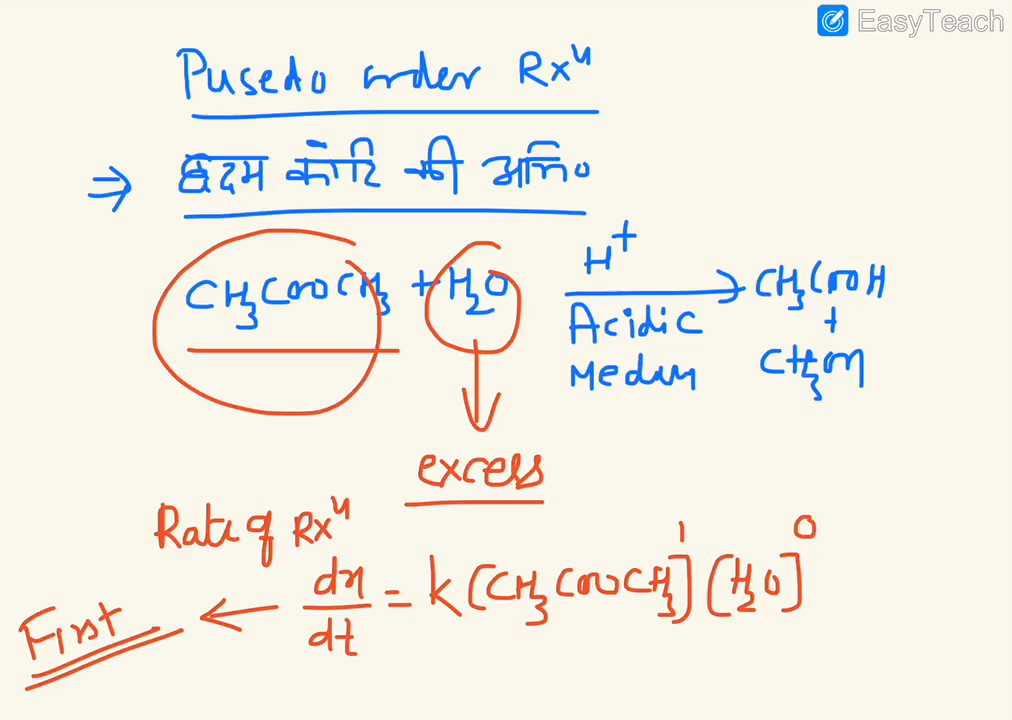 EasyTeach
Pusedo order Rxⁿ
⇒ छदम कोटि की अभि०
CH₃COOCH₃ + H₂O H⁺ → CH₃COOH
Acidic +
Medum CH₃OH
excess
Rate of Rxⁿ
First ← dx/dt = k[CH₃COOCH₃]¹[H₂O]⁰